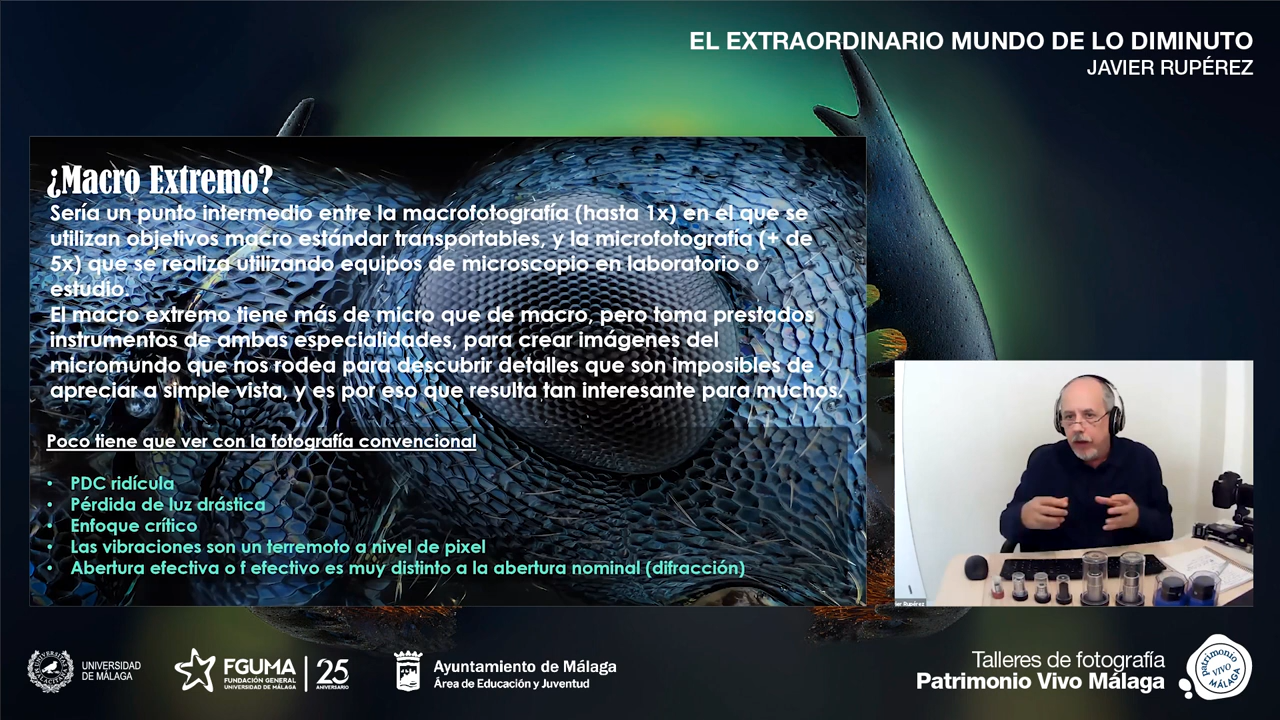 EL EXTRAORDINARIO MUNDO DE LO DIMINUTO
JAVIER RUPÉREZ
¿Macro Extremo?
Sería un punto intermedio entre la macrofotografía (hasta 1x) en el que se
utilizan objetivos macro estándar transportables, y la microfotografía (+ de
5x) que se realiza utilizando equipos de microscopio en laboratorio o
estudio.
El macro extremo tiene más de micro que de macro, pero toma prestados
instrumentos de ambas especialidades, para crear imágenes del
micromundo que nos rodea para descubrir detalles que son imposibles de
apreciar a simple vista, y es por eso que resulta tan interesante para muchos.
Poco tiene que ver con la fotografía convencional
• PDC ridícula
• Pérdida de luz drástica
• Enfoque crítico
• Las vibraciones son un terremoto a nivel de pixel
• Abertura efectiva o f efectivo es muy distinto a la abertura nominal (difracción)
ier Rupérez
UNIVERSIDAD
DE MÁLAGA
FGUMA
FUNDACIÓN GENERAL
UNIVERSIDAD DE MÁLAGA
25
ANIVERSARIO
Ayuntamiento de Málaga
Área de Educación y Juventud
Talleres de fotografía
Patrimonio Vivo Málaga
patrimonio
VIVO
MÁLAGA